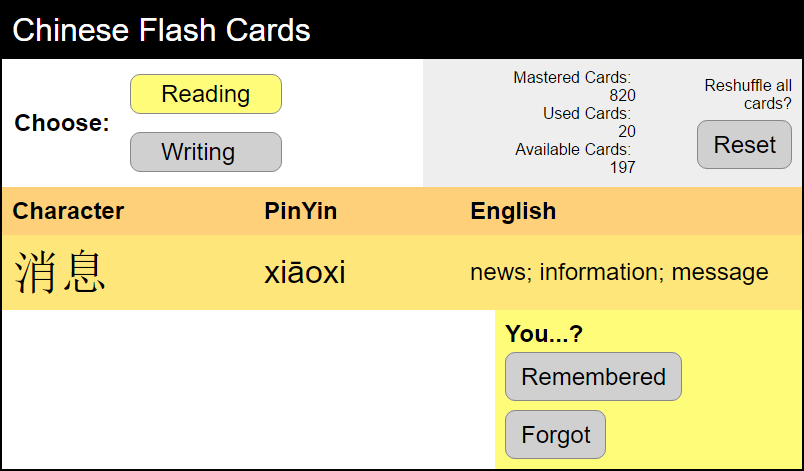 Chinese Flash Cards
Choose:
Reading
Writing
Mastered Cards:
820
Used Cards:
20
Available Cards:
197
Reshuffle all
cards?
Reset
Character PinYin English
消息 xiāoxi news; information; message
You...?
Remembered
Forgot